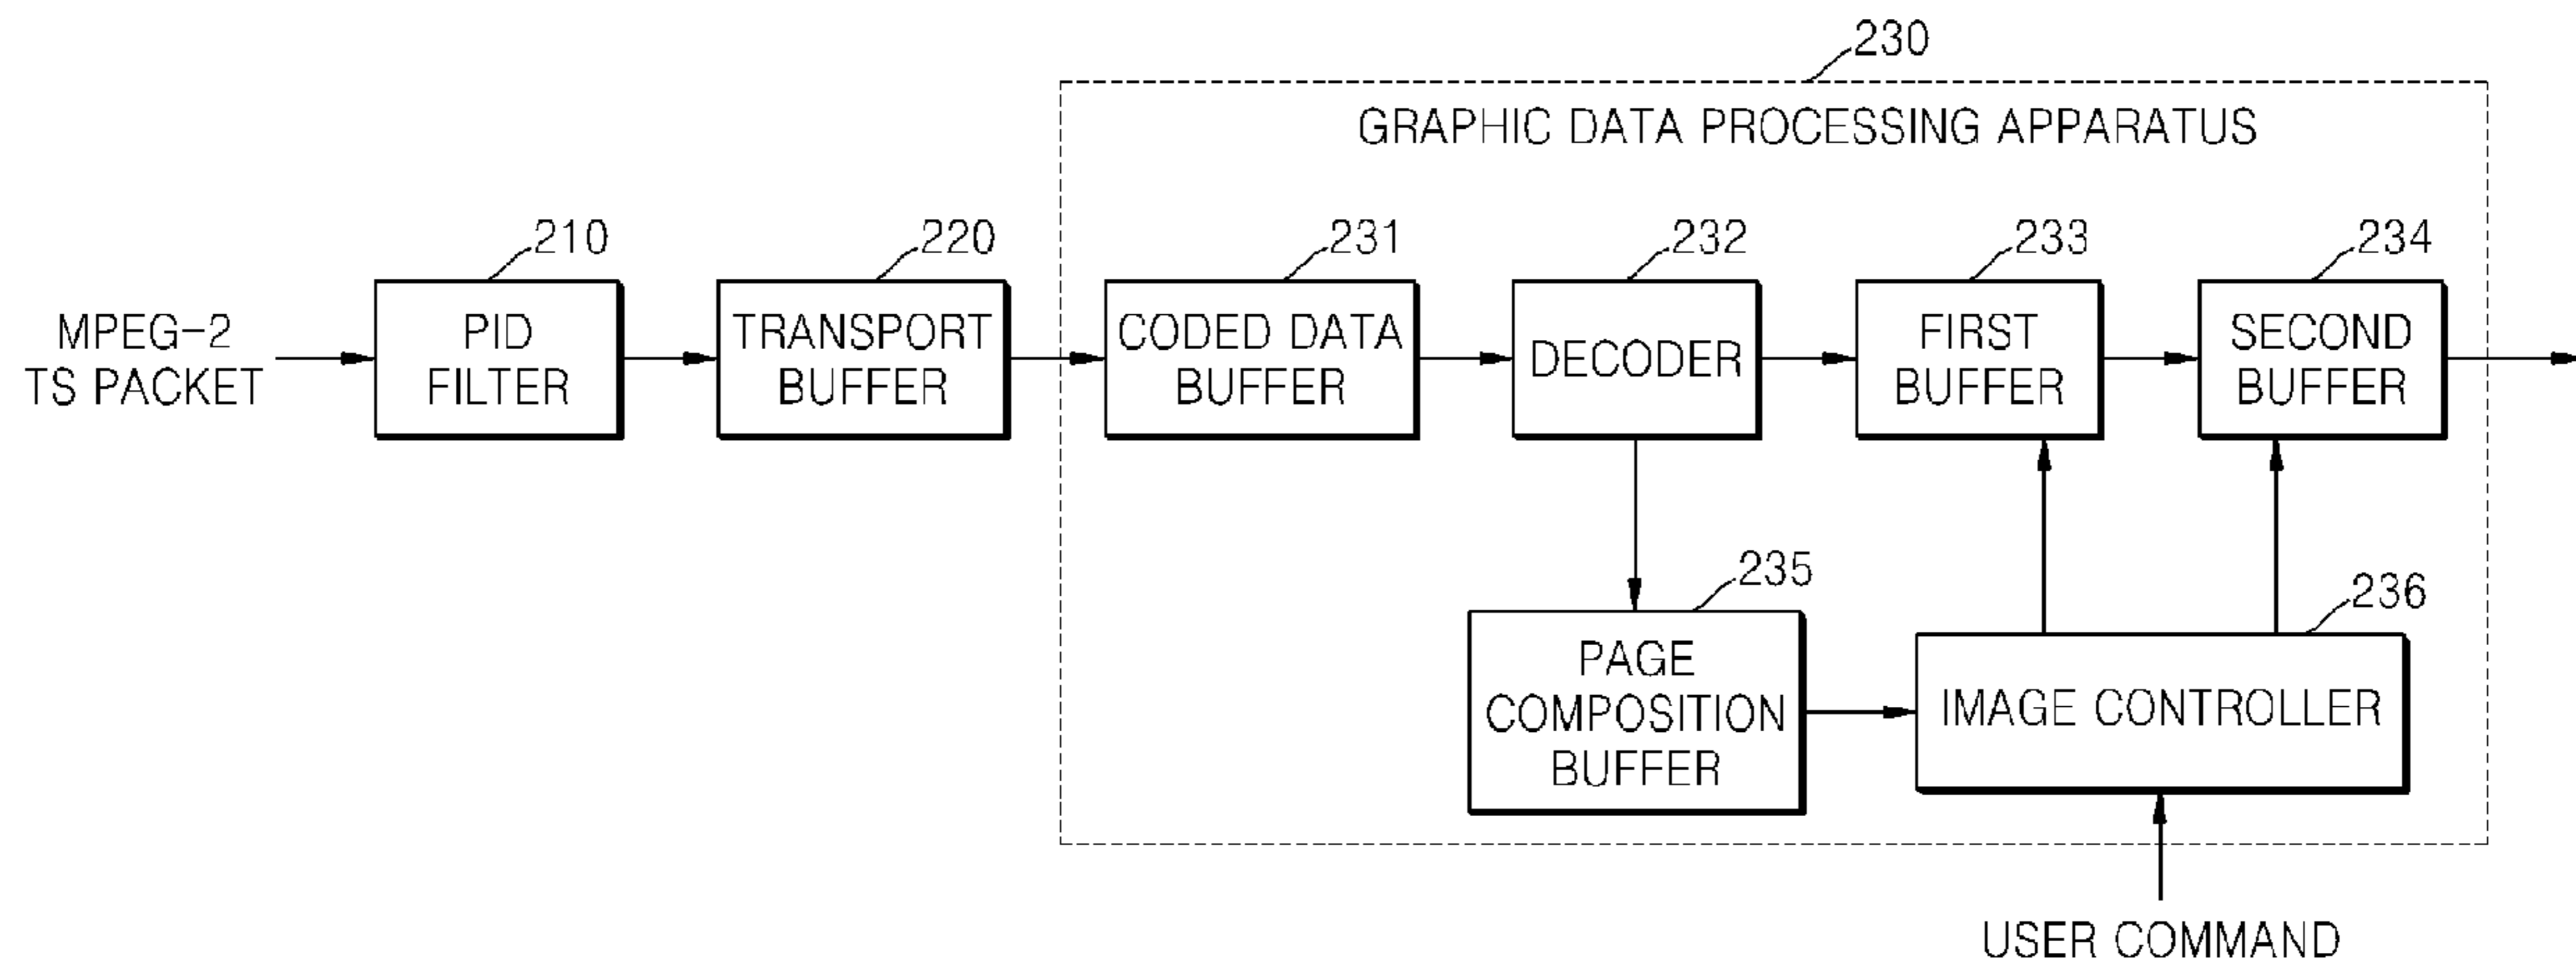 230
GRAPHIC DATA PROCESSING APPARATUS
210
220
231
232
233
234
MPEG-2
TS PACKET
PID
FILTER
TRANSPORT
BUFFER
CODED DATA
BUFFER
DECODER
FIRST
BUFFER
SECOND
BUFFER
235
236
PAGE
COMPOSITION
BUFFER
IMAGE CONTROLLER
USER COMMAND